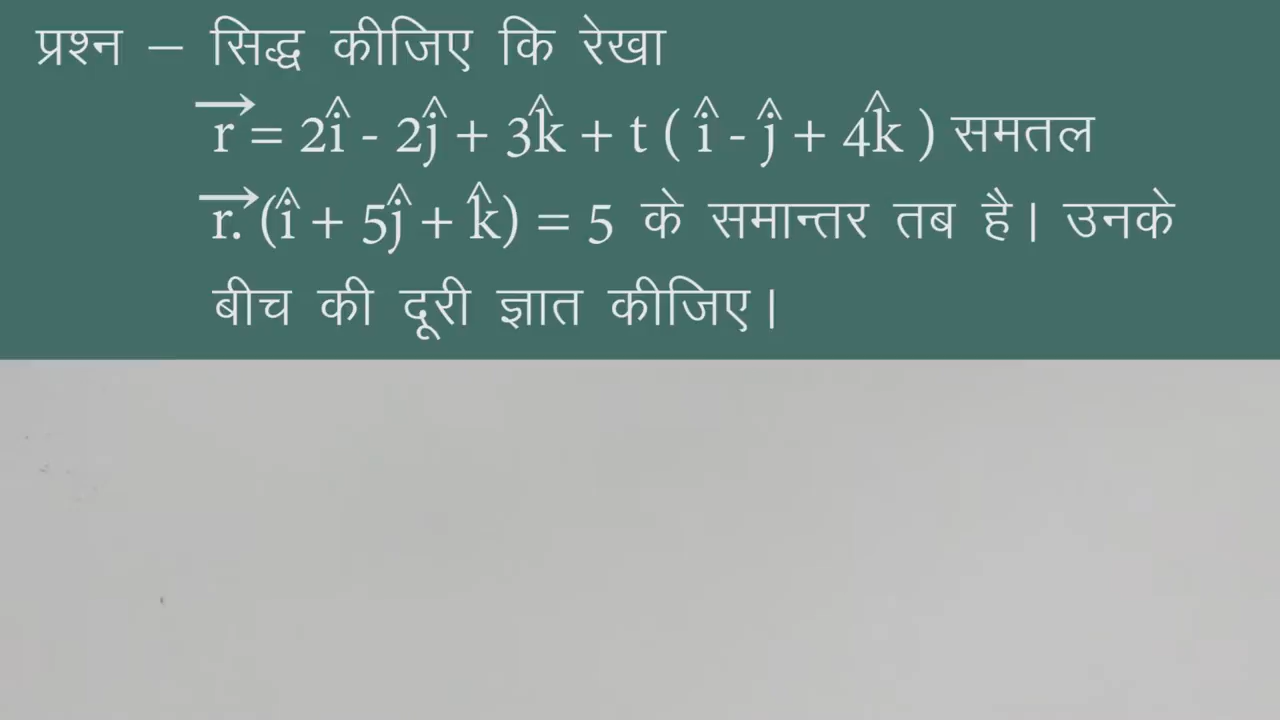 प्रश्न – सिद्ध कीजिए कि रेखा
r⃗ = 2î - 2ĵ + 3k̂ + t ( î - ĵ + 4k̂ ) समतल
r⃗. (î + 5ĵ + k̂) = 5 के समान्तर तब है। उनके
बीच की दूरी ज्ञात कीजिए।